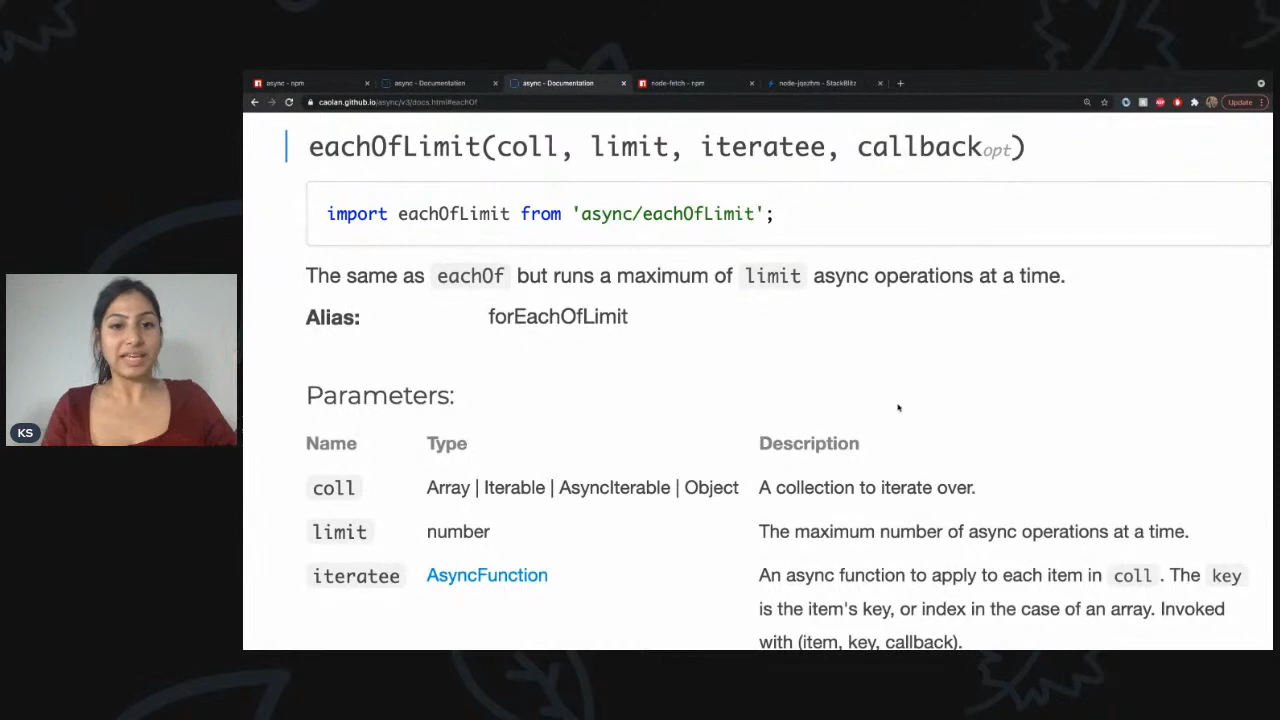 async - npm
async - Documentation
async - Documentation
node-fetch - npm
node-jqezhm - StackBlitz
caolan.github.io/async/v3/docs.html#eachOf
Update
eachOfLimit(coll, limit, iteratee, callbackopt)
import eachOfLimit from 'async/eachOfLimit';
The same as eachOf but runs a maximum of limit async operations at a time.
Alias: forEachOfLimit
Parameters:
Name Type Description
coll Array | Iterable | AsyncIterable | Object A collection to iterate over.
limit number The maximum number of async operations at a time.
iteratee AsyncFunction An async function to apply to each item in coll . The key
is the item's key, or index in the case of an array. Invoked
with (item, key, callback).
KS